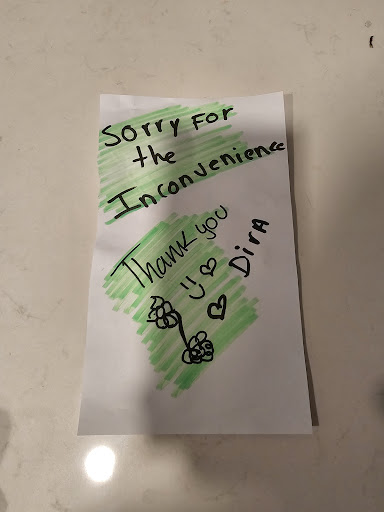 Sorry For
the
Inconvenience
Thank you
DirA